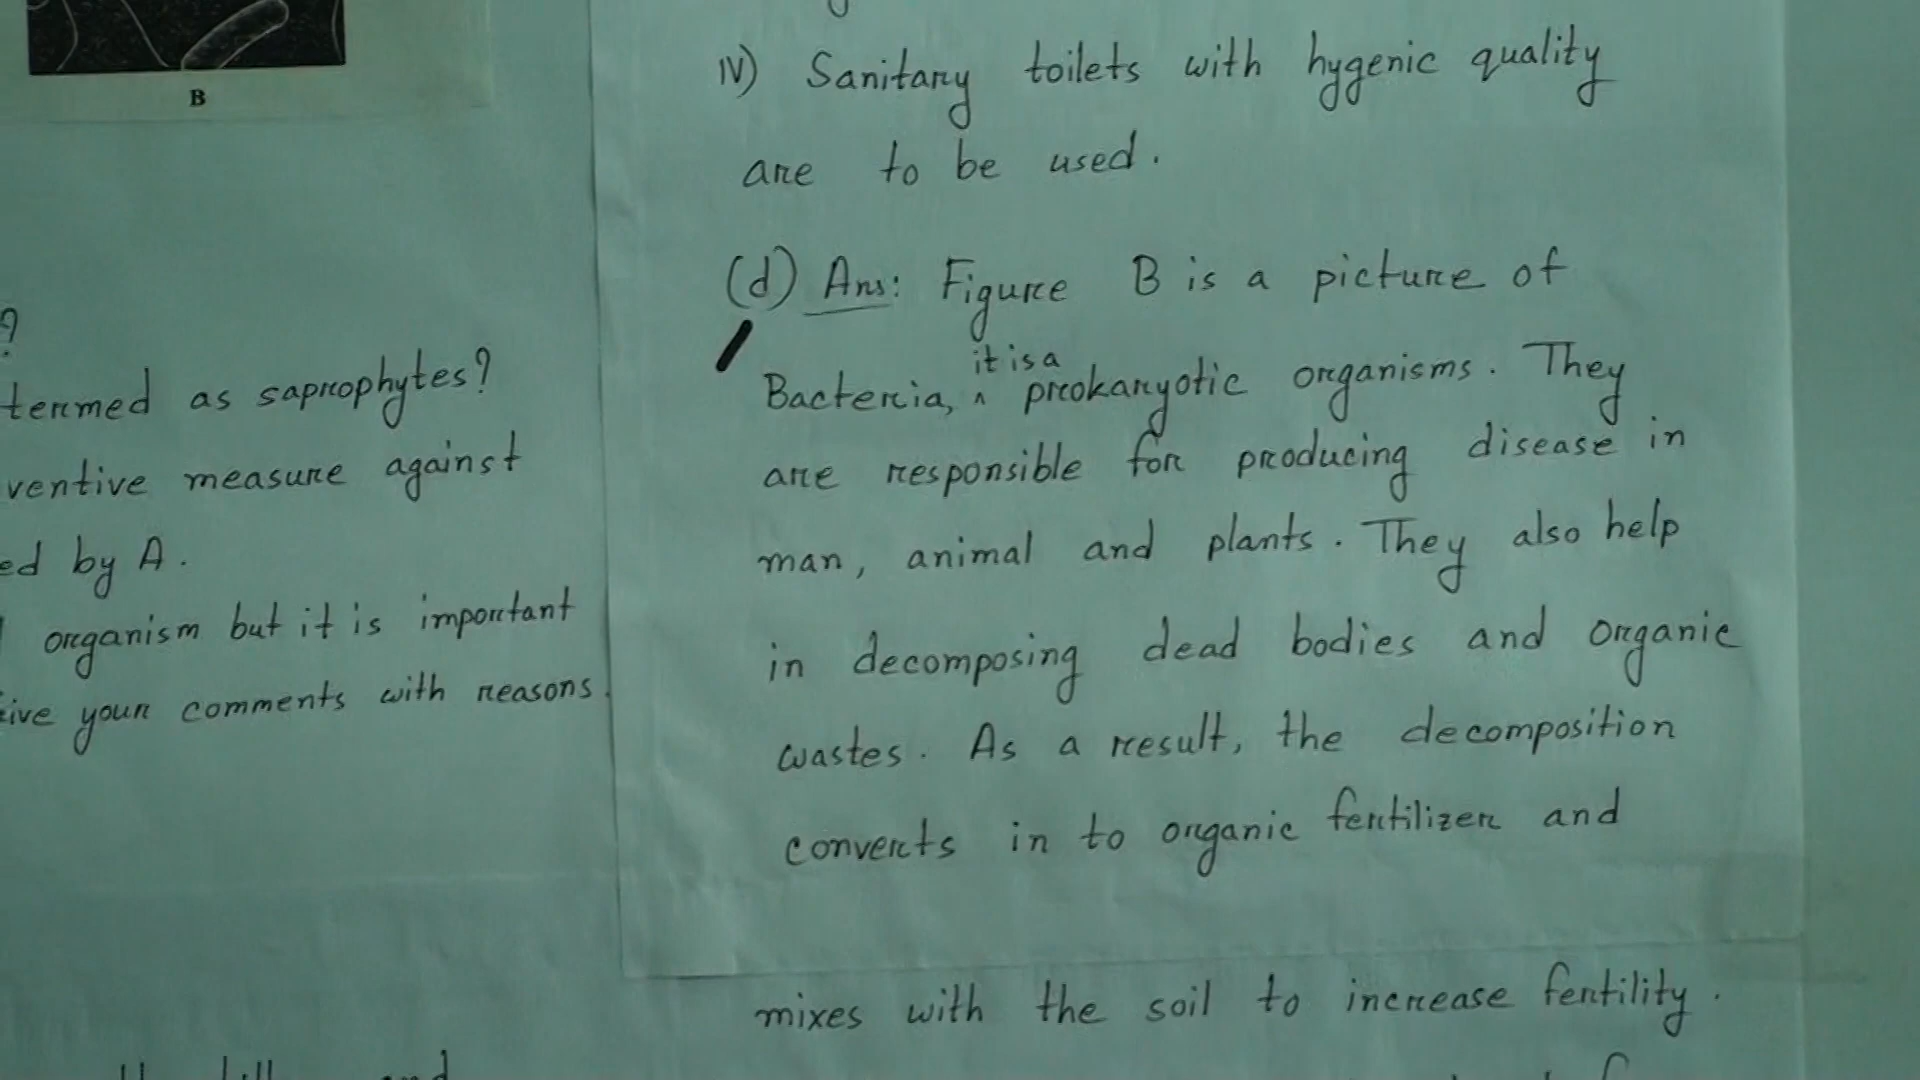 B
?
termed as saprophytes?
ventive measure against
ed by A.
organism but it is important
ive your comments with reasons.
IV) Sanitary toilets with hygenic quality
are to be used.
(d) Ans: Figure B is a picture of
it is a
Bacteria, ^ prokaryotic organisms. They
are responsible for producing disease in
man, animal and plants. They also help
in decomposing dead bodies and organic
wastes. As a result, the decomposition
converts in to organic fertilizer and
mixes with the soil to increase fertility.